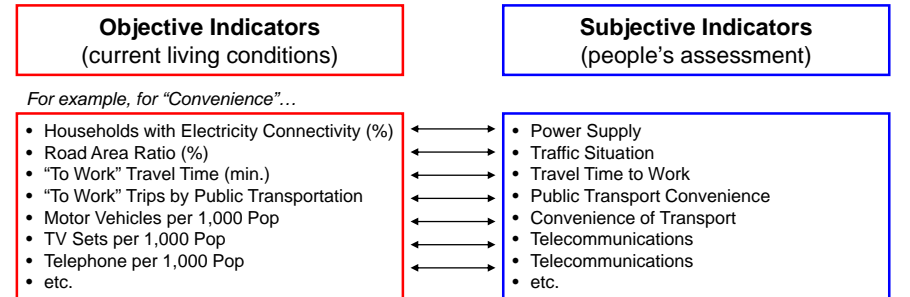 Objective Indicators
(current living conditions)
Subjective Indicators
(people's assessment)
For example, for “Convenience”…
• Households with Electricity Connectivity (%)
• Road Area Ratio (%)
• “To Work” Travel Time (min.)
• “To Work” Trips by Public Transportation
• Motor Vehicles per 1,000 Pop
• TV Sets per 1,000 Pop
• Telephone per 1,000 Pop
• etc.
• Power Supply
• Traffic Situation
• Travel Time to Work
• Public Transport Convenience
• Convenience of Transport
• Telecommunications
• Telecommunications
• etc.